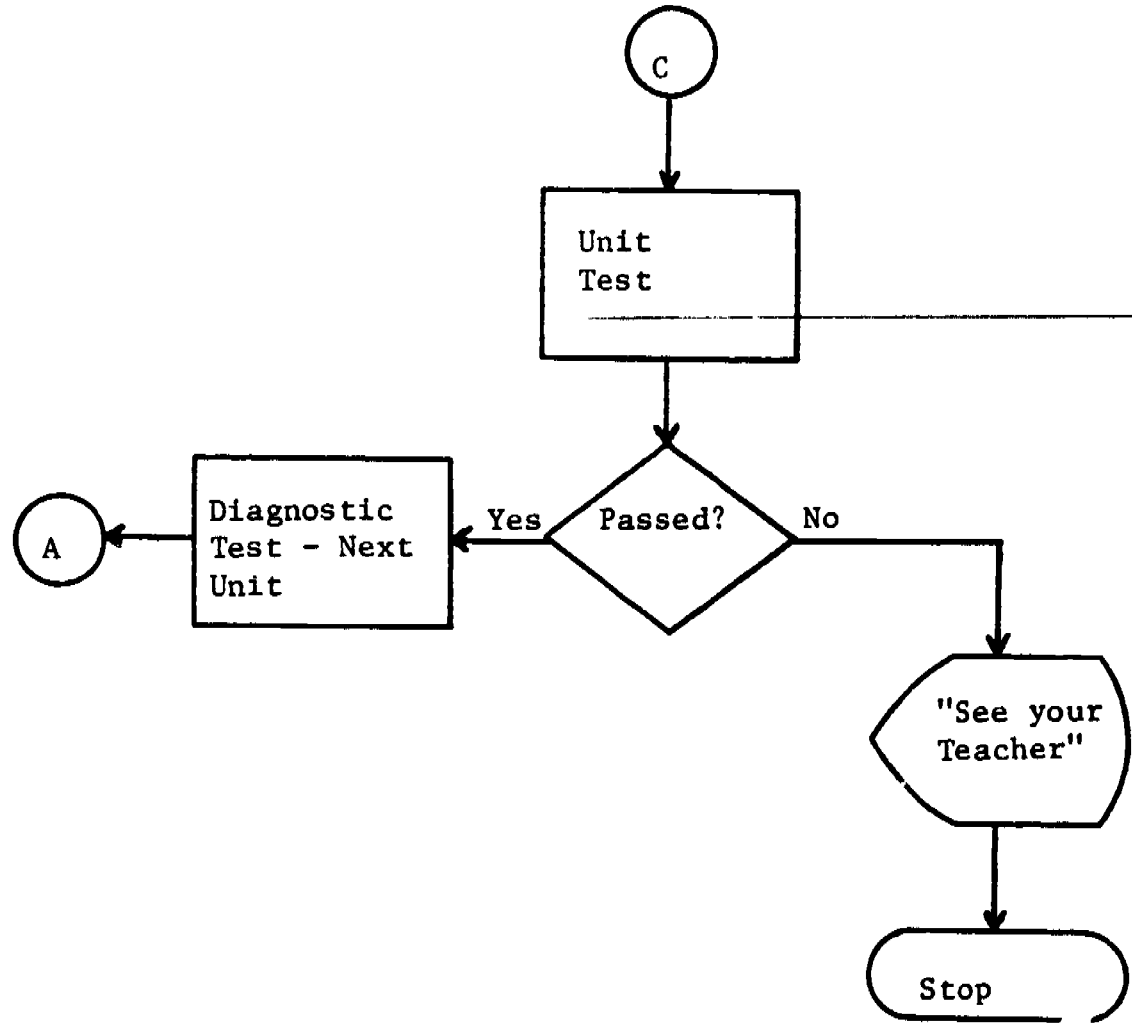 C
Unit
Test
Diagnostic
Test - Next
Unit
A
Yes
Passed?
No
"See your
Teacher"
Stop